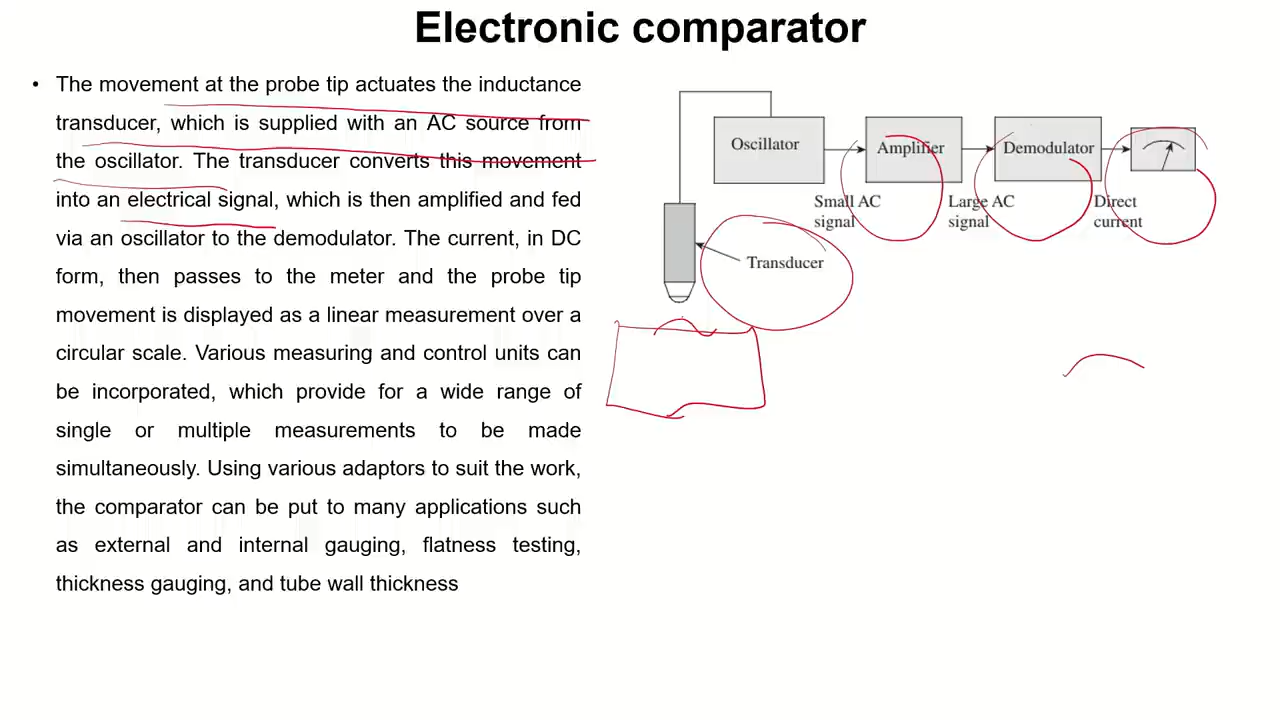 Electronic comparator
• The movement at the probe tip actuates the inductance
transducer, which is supplied with an AC source from
the oscillator. The transducer converts this movement
into an electrical signal, which is then amplified and fed
via an oscillator to the demodulator. The current, in DC
form, then passes to the meter and the probe tip
movement is displayed as a linear measurement over a
circular scale. Various measuring and control units can
be incorporated, which provide for a wide range of
single or multiple measurements to be made
simultaneously. Using various adaptors to suit the work,
the comparator can be put to many applications such
as external and internal gauging, flatness testing,
thickness gauging, and tube wall thickness
Oscillator
Amplifier
Demodulator
Small AC
signal
Large AC
signal
Direct
current
Transducer